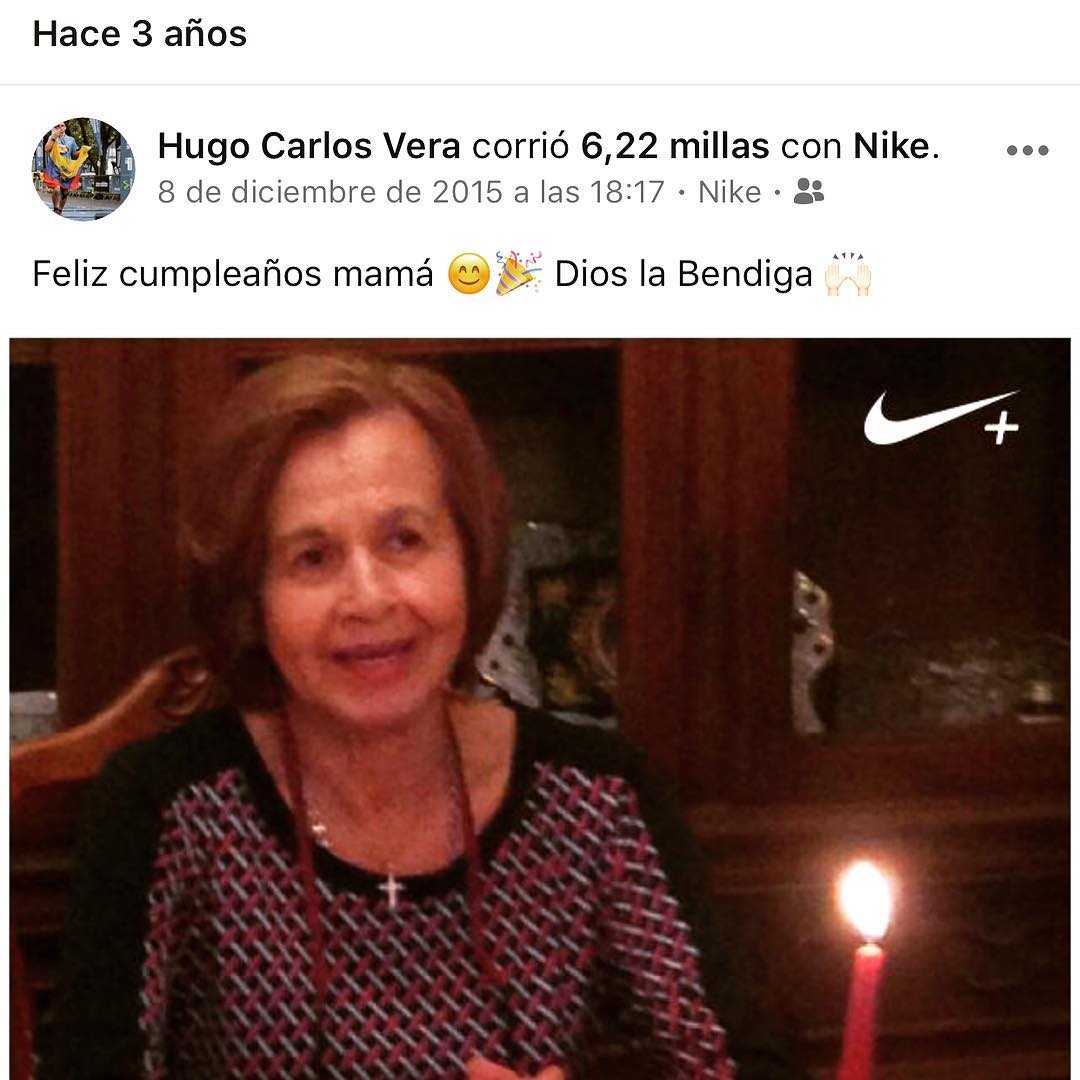 Hace 3 años
Hugo Carlos Vera corrió 6,22 millas con Nike.
8 de diciembre de 2015 a las 18:17 · Nike ·
Feliz cumpleaños mamá 😊🎉 Dios la Bendiga 🙌🏻
+